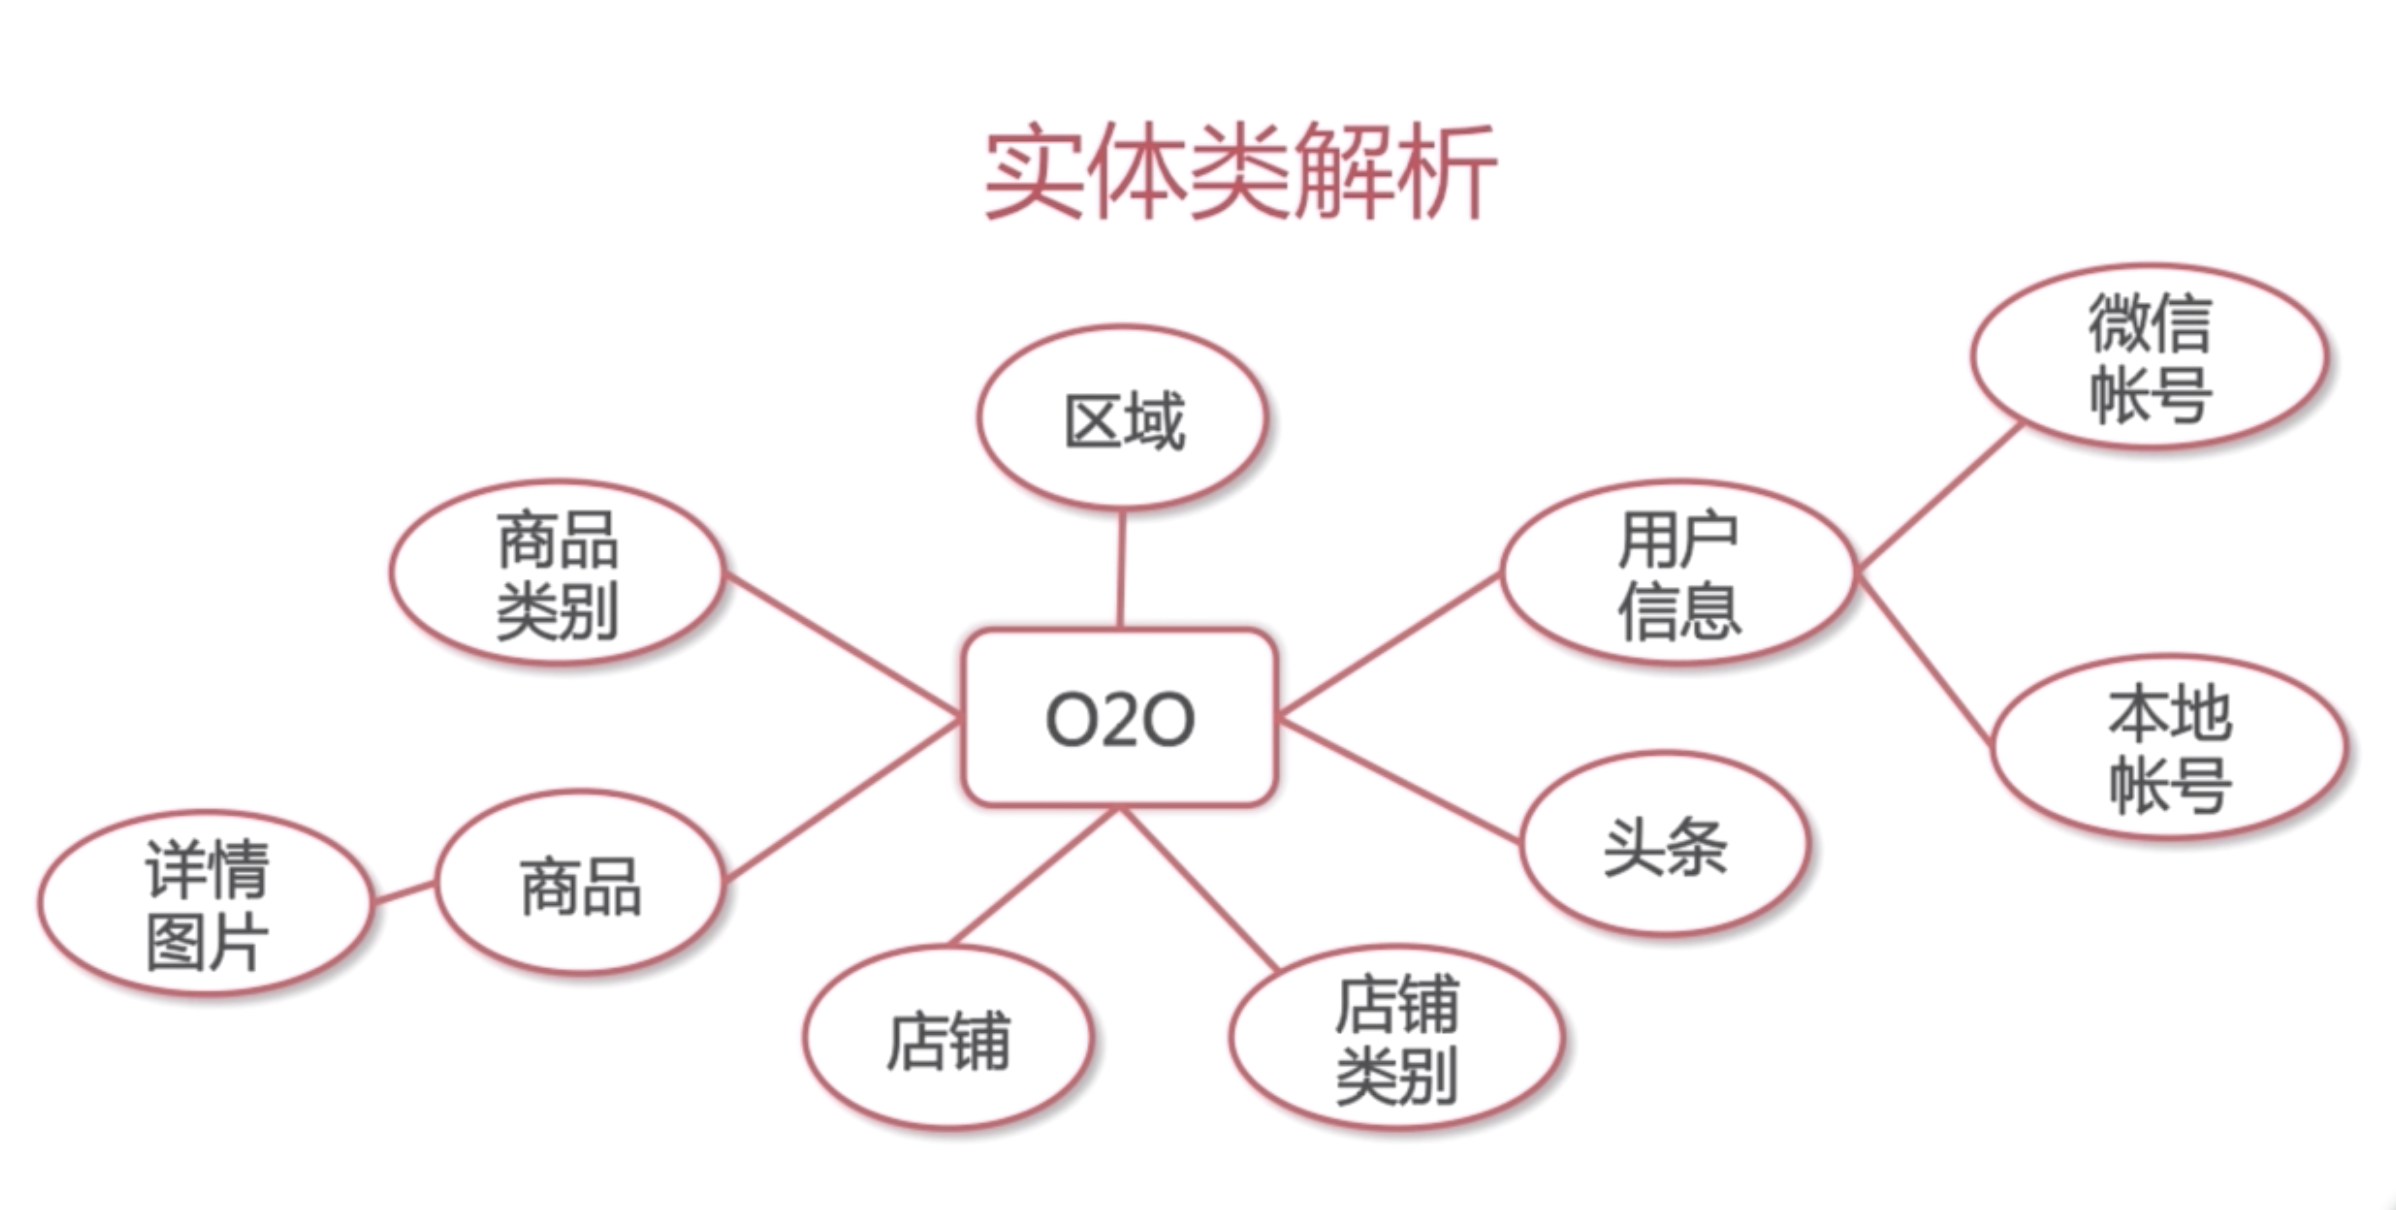 实体类解析
微信
帐号
区域
商品
类别
用户
信息
O2O
本地
帐号
详情
图片
商品
头条
店铺
店铺
类别